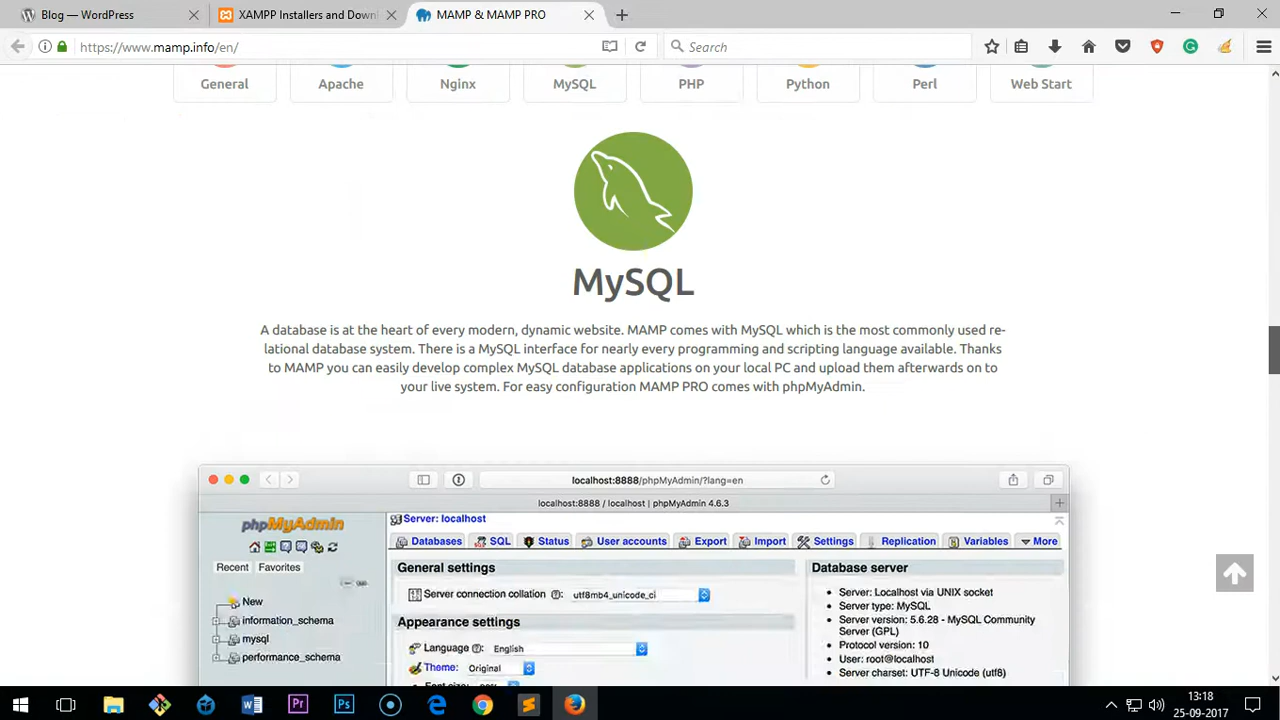 Blog — WordPress
XAMPP Installers and Downl
MAMP & MAMP PRO
https://www.mamp.info/en/
Search
General
Apache
Nginx
MySQL
PHP
Python
Perl
Web Start
MySQL
A database is at the heart of every modern, dynamic website. MAMP comes with MySQL which is the most commonly used re-
lational database system. There is a MySQL interface for nearly every programming and scripting language available. Thanks
to MAMP you can easily develop complex MySQL database applications on your local PC and upload them afterwards on to
your live system. For easy configuration MAMP PRO comes with phpMyAdmin.
localhost:8888/phpMyAdmin/?lang=en
localhost:8888 / localhost | phpMyAdmin 4.6.3
phpMyAdmin
Recent
Favorites
New
information_schema
mysql
performance_schema
Server: localhost
Databases
SQL
Status
User accounts
Export
Import
Settings
Replication
Variables
More
General settings
Server connection collation
utf8mb4_unicode_ci
Appearance settings
Language
English
Theme:
Original
Database server
Server: Localhost via UNIX socket
Server type: MySQL
Server version: 5.6.28 - MySQL Community
Server (GPL)
Protocol version: 10
User: root@localhost
Server charset: UTF-8 Unicode (utf8)
13:18
25-09-2017